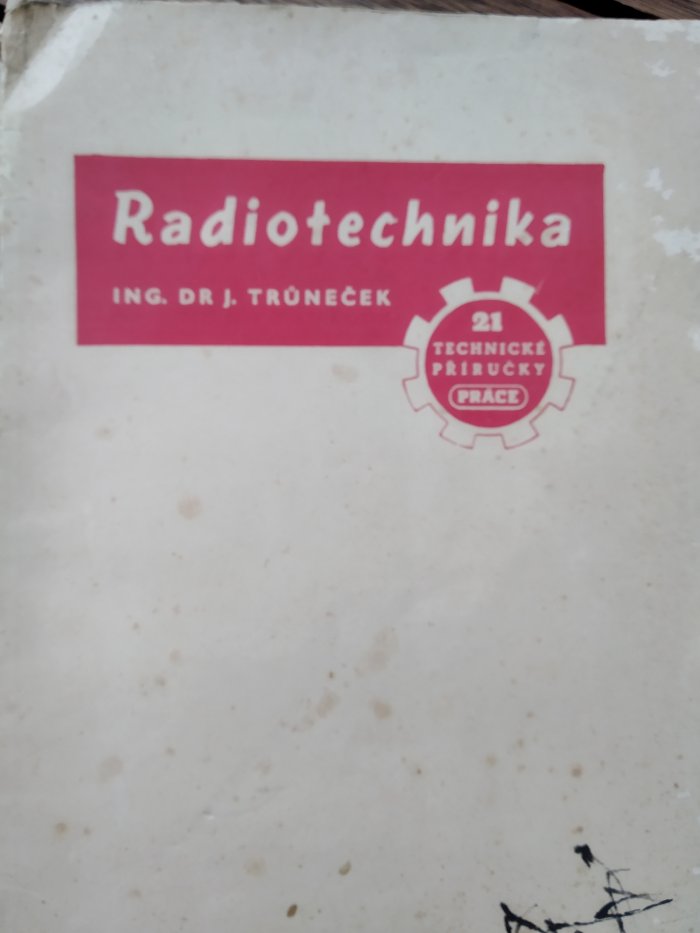 Radiotechnika
ING. DR J. TRŮNEČEK
21
TECHNICKÉ
PŘÍRUČKY
PRÁCE